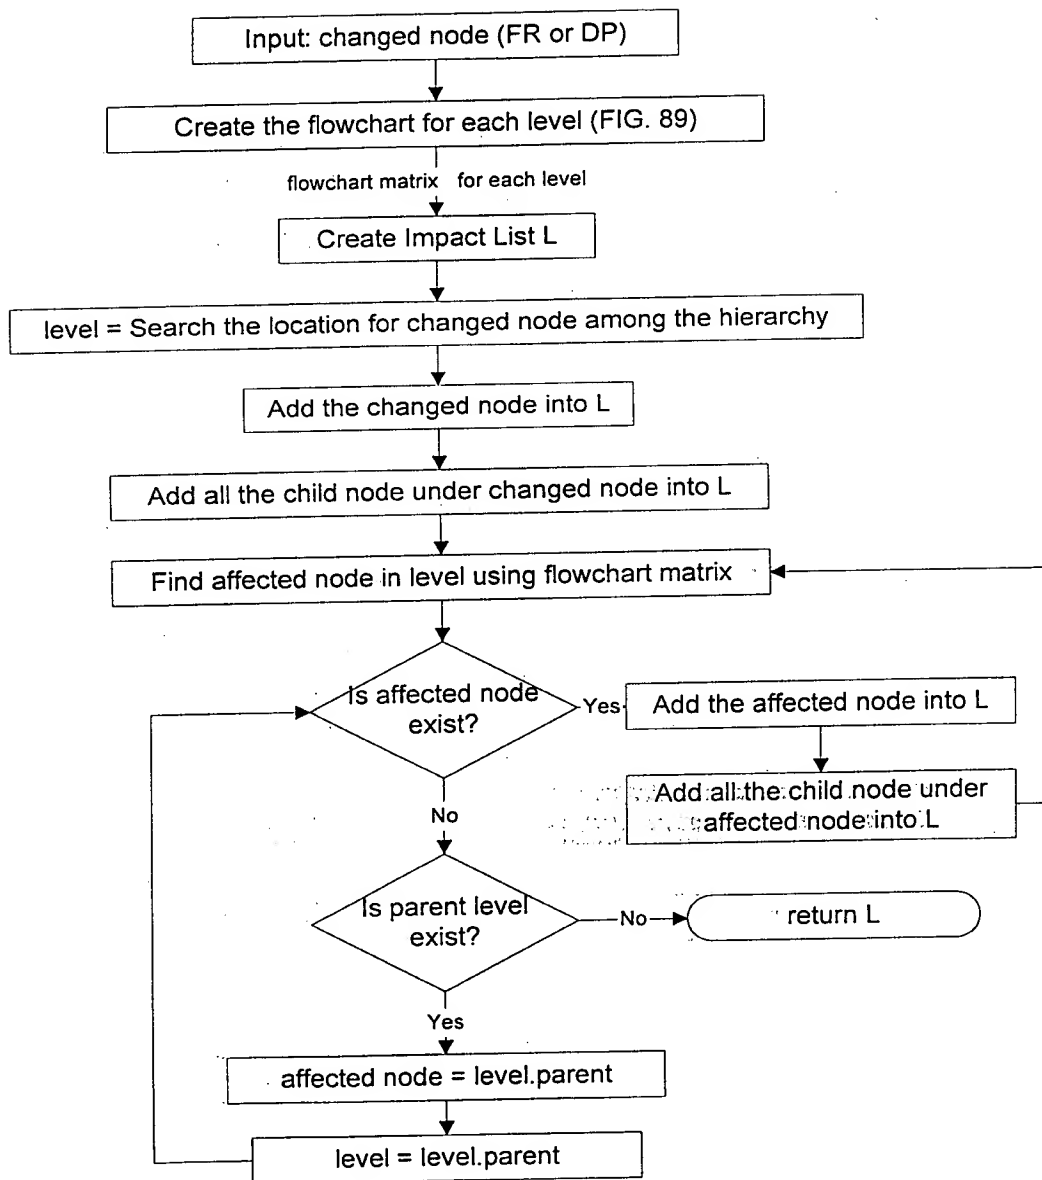 Input: changed node (FR or DP)
Create the flowchart for each level (FIG. 89)
flowchart matrix for each level
Create Impact List L
level = Search the location for changed node among the hierarchy
Add the changed node into L
Add all the child node under changed node into L
Find affected node in level using flowchart matrix
Is affected node
exist?
Yes
Add the affected node into L
Add all the child node under
affected node into L
No
Is parent level
exist?
No
return L
Yes
affected node = level.parent
level = level.parent